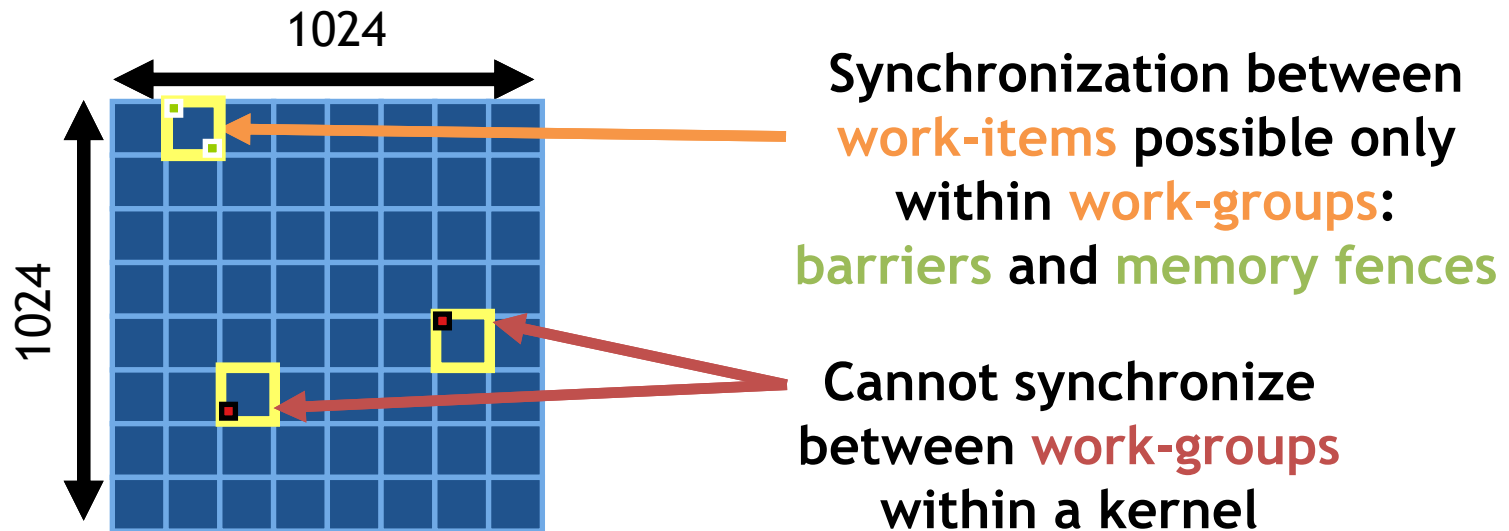 1024
1024
Synchronization between
work-items possible only
within work-groups:
barriers and memory fences
Cannot synchronize
between work-groups
within a kernel